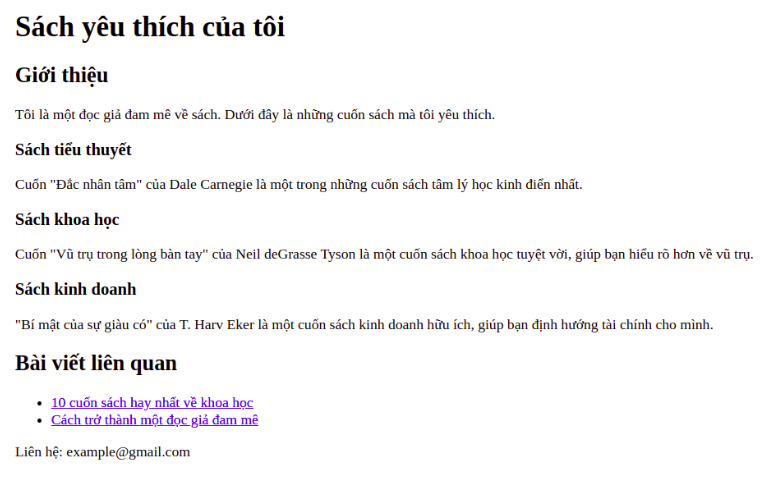 Sách yêu thích của tôi
Giới thiệu
Tôi là một đọc giả đam mê về sách. Dưới đây là những cuốn sách mà tôi yêu thích.
Sách tiểu thuyết
Cuốn "Đắc nhân tâm" của Dale Carnegie là một trong những cuốn sách tâm lý học kinh điển nhất.
Sách khoa học
Cuốn "Vũ trụ trong lòng bàn tay" của Neil deGrasse Tyson là một cuốn sách khoa học tuyệt vời, giúp bạn hiểu rõ hơn về vũ trụ.
Sách kinh doanh
"Bí mật của sự giàu có" của T. Harv Eker là một cuốn sách kinh doanh hữu ích, giúp bạn định hướng tài chính cho mình.
Bài viết liên quan
• 10 cuốn sách hay nhất về khoa học
• Cách trở thành một đọc giả đam mê
Liên hệ: example@gmail.com